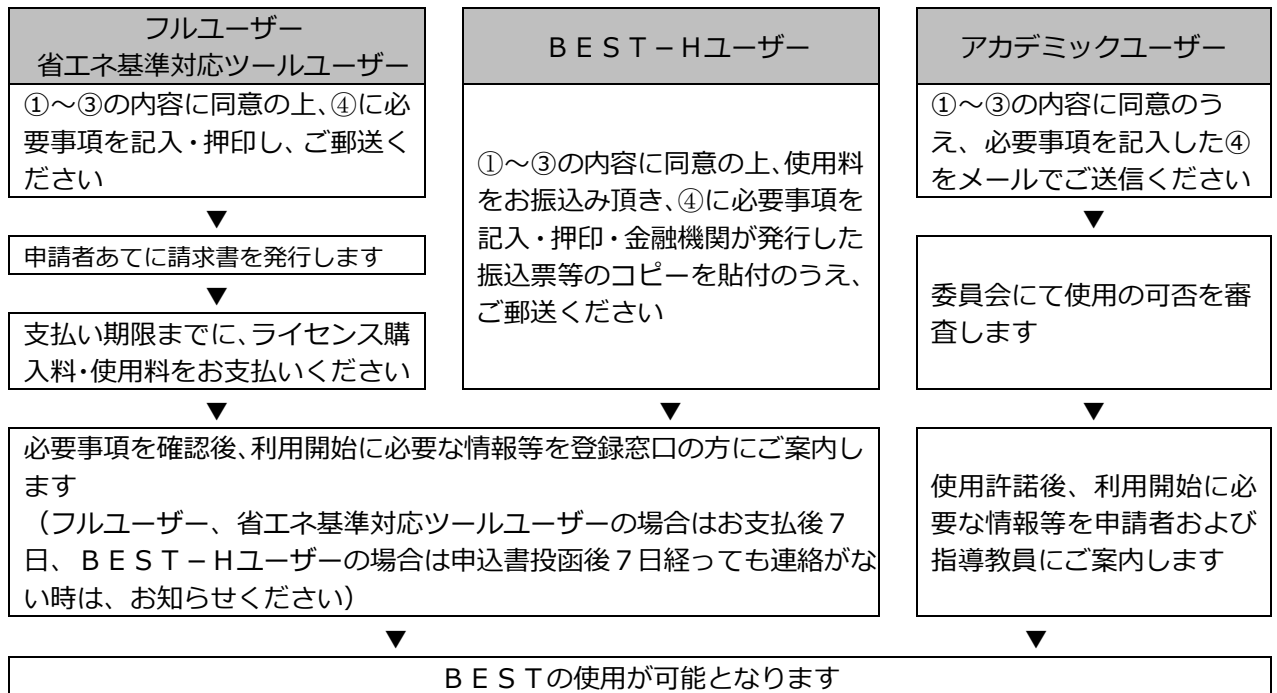 フルユーザー
省エネ基準対応ツールユーザー
①～③の内容に同意の上、④に必
要事項を記入・押印し、ご郵送く
ださい
▼
申請者あてに請求書を発行します
▼
支払い期限までに、ライセンス購
入料・使用料をお支払いください
▼
ＢＥＳＴ－Ｈユーザー
①～③の内容に同意の上、使用料
をお振込み頂き、④に必要事項を
記入・押印・金融機関が発行した
振込票等のコピーを貼付のうえ、
ご郵送ください
▼
必要事項を確認後、利用開始に必要な情報等を登録窓口の方にご案内し
ます
（フルユーザー、省エネ基準対応ツールユーザーの場合はお支払後７
日、ＢＥＳＴ－Ｈユーザーの場合は申込書投函後７日経っても連絡がな
い時は、お知らせください）
▼
アカデミックユーザー
①～③の内容に同意のう
え、必要事項を記入した④
をメールでご送信ください
▼
委員会にて使用の可否を審
査します
▼
使用許諾後、利用開始に必
要な情報等を申請者および
指導教員にご案内します
▼
ＢＥＳＴの使用が可能となります